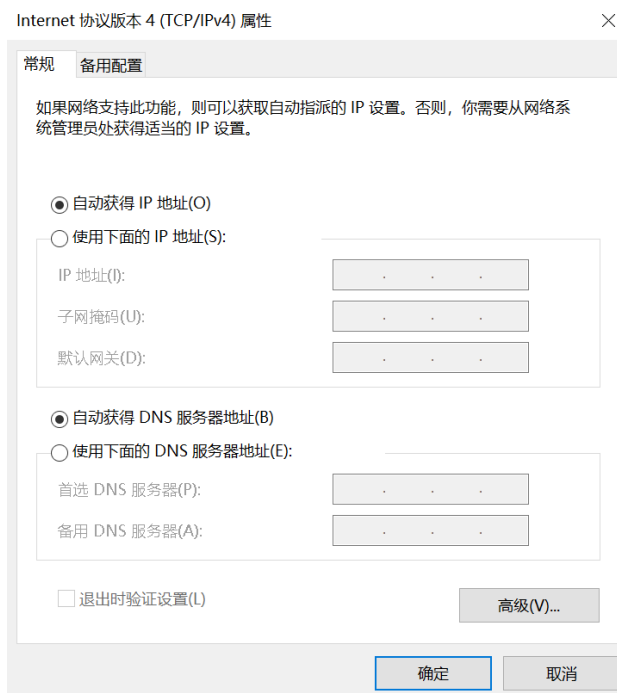 Internet 协议版本 4 (TCP/IPv4) 属性
常规
备用配置
如果网络支持此功能，则可以获取自动指派的 IP 设置。否则，你需要从网络系
统管理员处获得适当的 IP 设置。
自动获得 IP 地址(O)
使用下面的 IP 地址(S):
IP 地址(I):
子网掩码(U):
默认网关(D):
自动获得 DNS 服务器地址(B)
使用下面的 DNS 服务器地址(E):
首选 DNS 服务器(P):
备用 DNS 服务器(A):
退出时验证设置(L)
高级(V)...
确定
取消